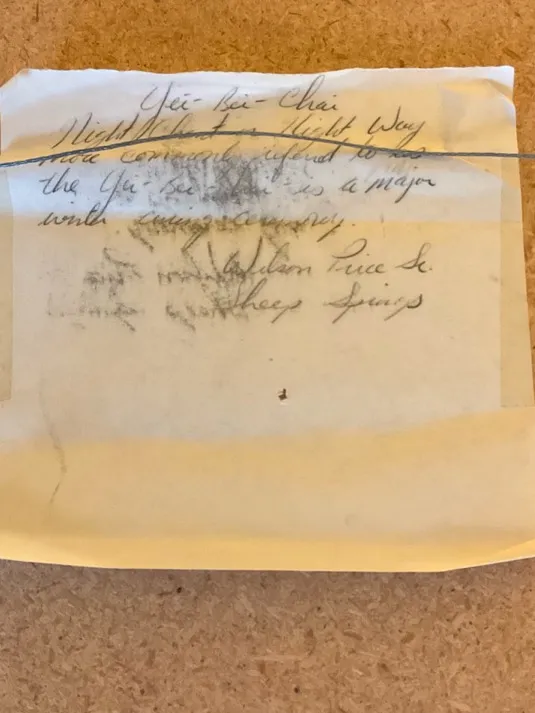 Yei-Bei-Chai
Night Chant or Night Way
more commonly referred to as
the Yei-Bei-Chai is a major
winter curing ceremony.
Wilson Price Sr.
Sheep Springs